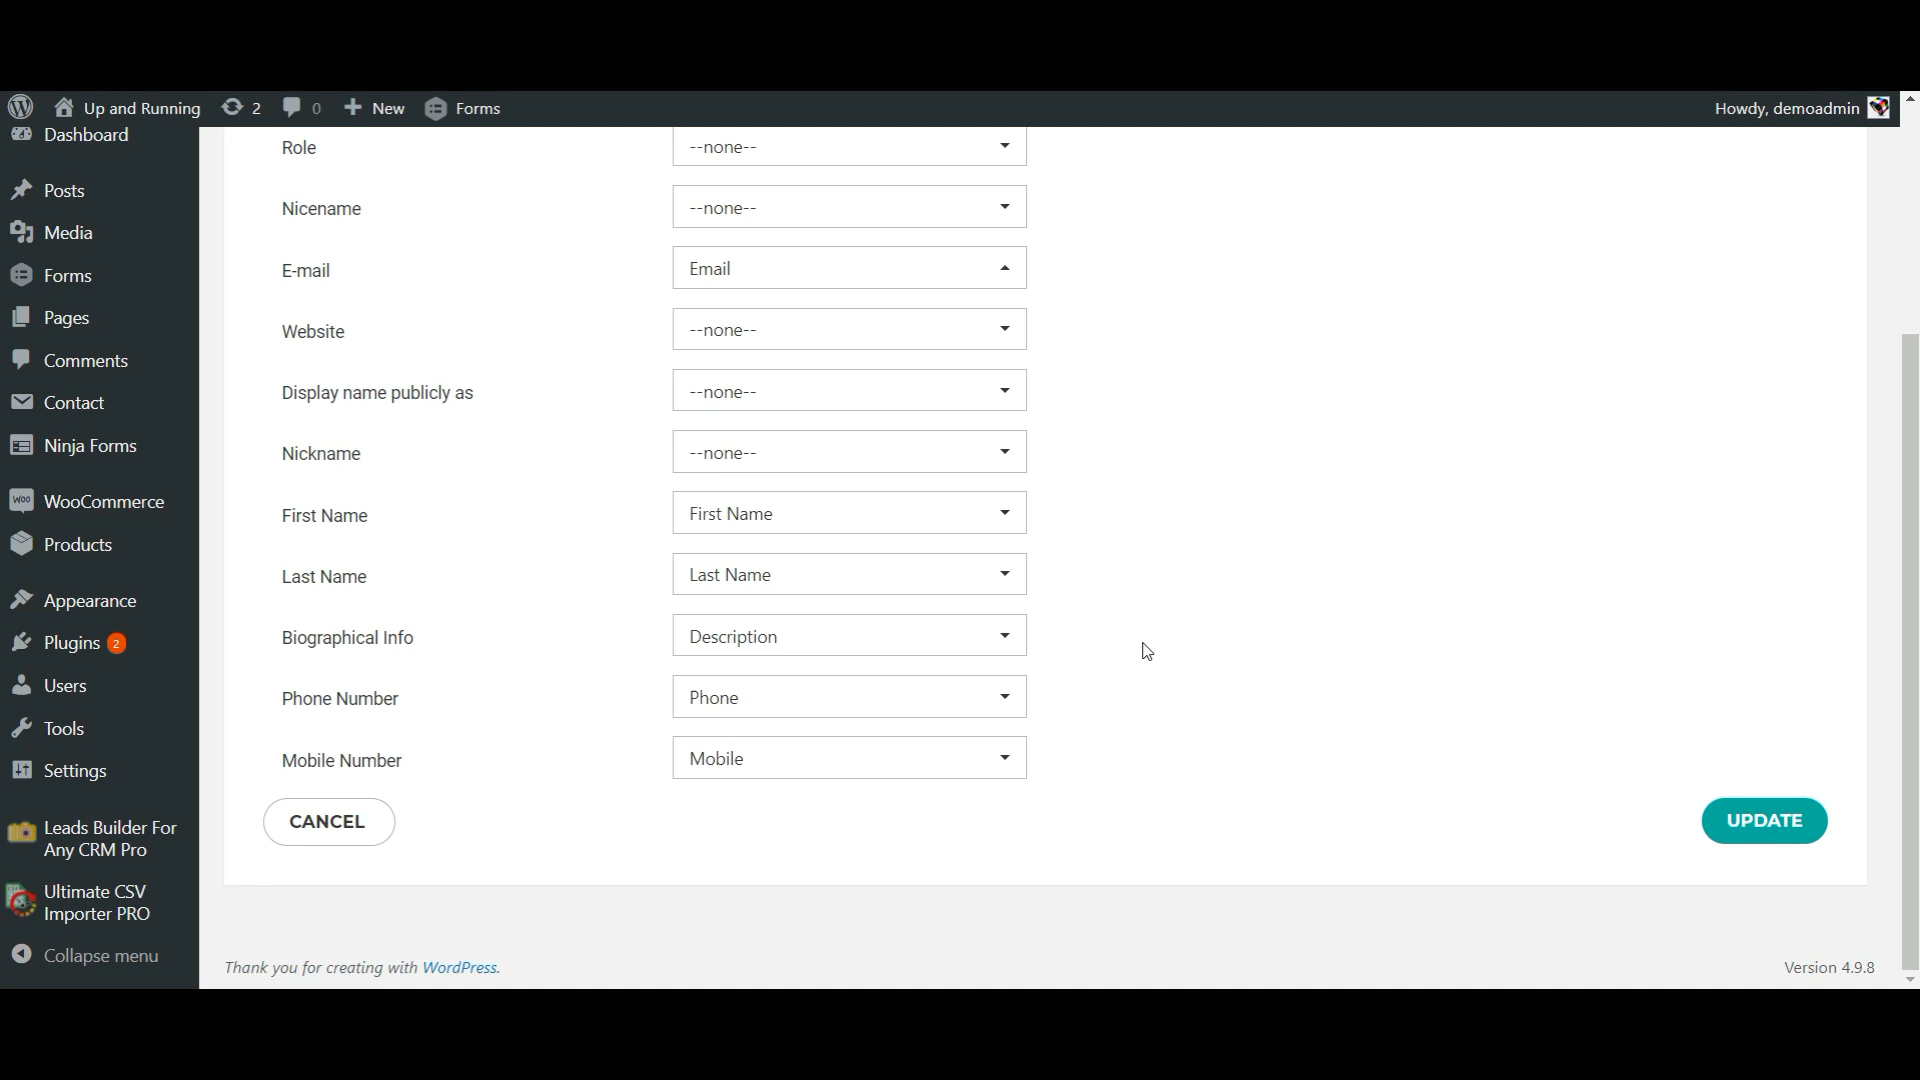 Up and Running 2 0 New Forms Howdy, demoadmin
Dashboard
Posts
Media
Forms
Pages
Comments
Contact
Ninja Forms
WOO WooCommerce
Products
Appearance
Plugins 2
Users
Tools
Settings
Leads Builder For
Any CRM Pro
Ultimate CSV
Importer PRO
Collapse menu
Role --none--
Nicename --none--
E-mail Email
Website --none--
Display name publicly as --none--
Nickname --none--
First Name First Name
Last Name Last Name
Biographical Info Description
Phone Number Phone
Mobile Number Mobile
CANCEL UPDATE
Thank you for creating with WordPress. Version 4.9.8